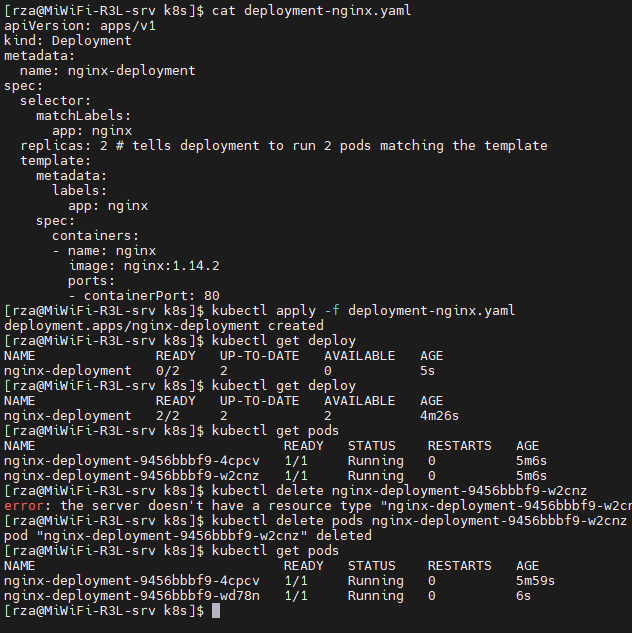 [rza@MiWiFi-R3L-srv k8s]$ cat deployment-nginx.yaml
apiVersion: apps/v1
kind: Deployment
metadata:
  name: nginx-deployment
spec:
  selector:
    matchLabels:
      app: nginx
  replicas: 2 # tells deployment to run 2 pods matching the template
  template:
    metadata:
      labels:
        app: nginx
    spec:
      containers:
      - name: nginx
        image: nginx:1.14.2
        ports:
        - containerPort: 80
[rza@MiWiFi-R3L-srv k8s]$ kubectl apply -f deployment-nginx.yaml
deployment.apps/nginx-deployment created
[rza@MiWiFi-R3L-srv k8s]$ kubectl get deploy
NAME               READY   UP-TO-DATE   AVAILABLE   AGE
nginx-deployment   0/2     2            0           5s
[rza@MiWiFi-R3L-srv k8s]$ kubectl get deploy
NAME               READY   UP-TO-DATE   AVAILABLE   AGE
nginx-deployment   2/2     2            2           4m26s
[rza@MiWiFi-R3L-srv k8s]$ kubectl get pods
NAME                               READY   STATUS    RESTARTS   AGE
nginx-deployment-9456bbbf9-4cpcv   1/1     Running   0          5m6s
nginx-deployment-9456bbbf9-w2cnz   1/1     Running   0          5m6s
[rza@MiWiFi-R3L-srv k8s]$ kubectl delete nginx-deployment-9456bbbf9-w2cnz
error: the server doesn't have a resource type "nginx-deployment-9456bbbf9-w2cn
[rza@MiWiFi-R3L-srv k8s]$ kubectl delete pods nginx-deployment-9456bbbf9-w2cnz
pod "nginx-deployment-9456bbbf9-w2cnz" deleted
[rza@MiWiFi-R3L-srv k8s]$ kubectl get pods
NAME                               READY   STATUS    RESTARTS   AGE
nginx-deployment-9456bbbf9-4cpcv   1/1     Running   0          5m59s
nginx-deployment-9456bbbf9-wd78n   1/1     Running   0          6s
[rza@MiWiFi-R3L-srv k8s]$